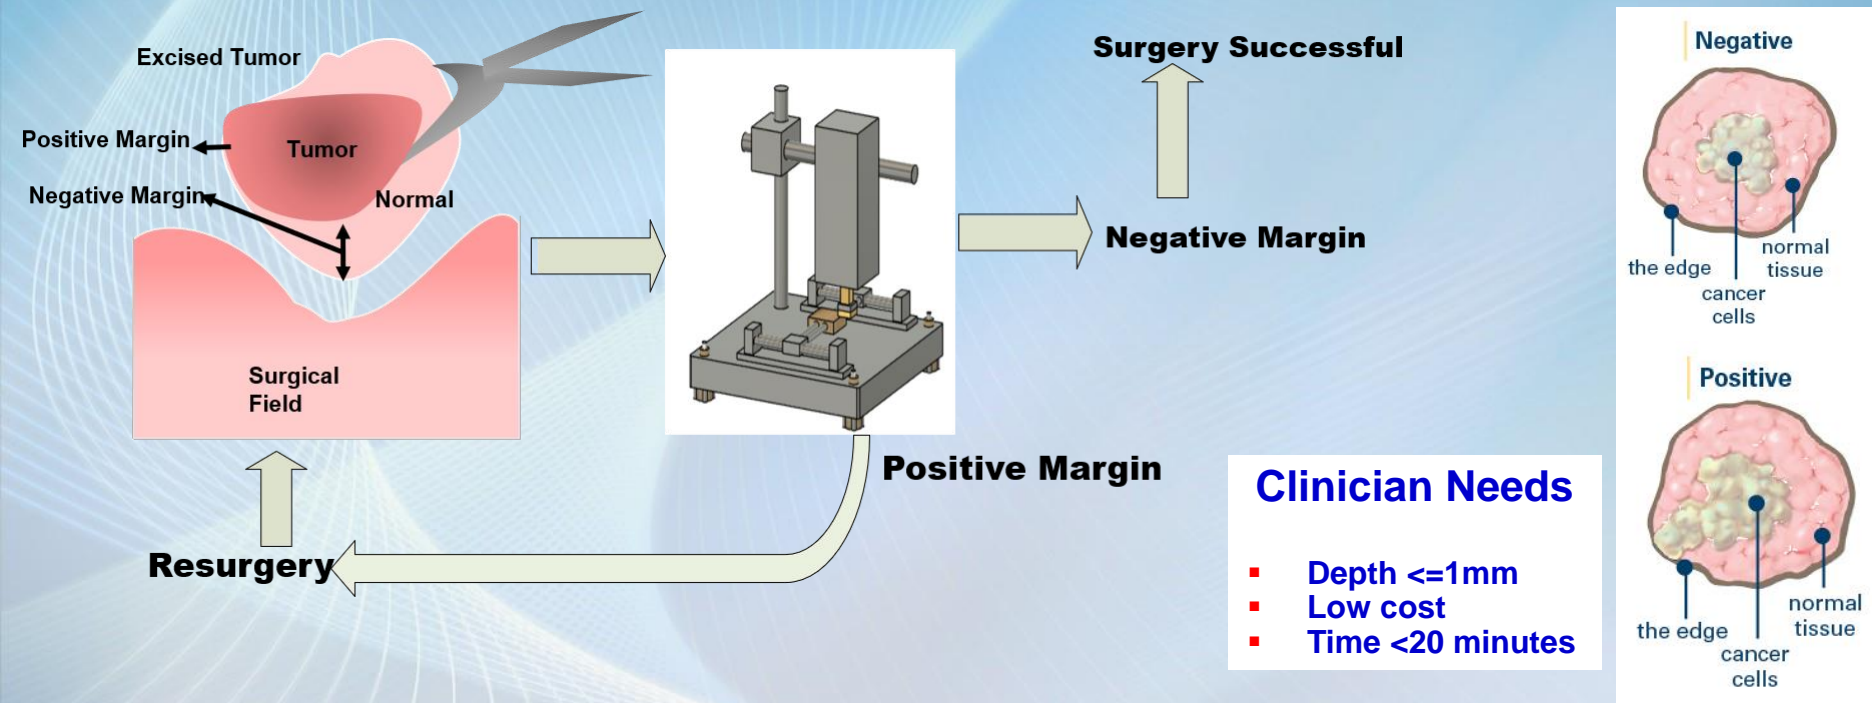 Excised Tumor
Positive Margin
Tumor
Negative Margin
Normal
Surgical
Field
Resurgery
Surgery Successful
Negative Margin
Positive Margin
Clinician Needs
▪ Depth <=1mm
▪ Low cost
▪ Time <20 minutes
Negative
the edge
cancer
cells
normal
tissue
Positive
the edge
cancer
cells
normal
tissue